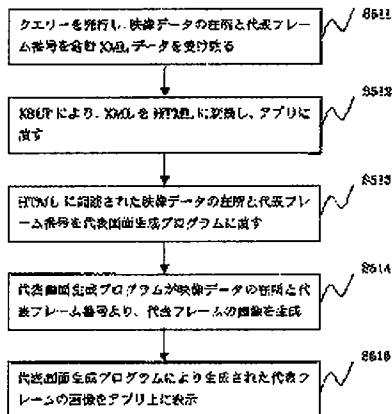 クエリーを発行し、映像データの在所と代表フレー
ム番号を含む XML データを受け取る
S511
XSLTにより、XMLをHTMLに変換し、アプリに
渡す
S512
HTMLに記述された映像データの在所と代表フレ
ーム番号を代表画面生成プログラムに渡す
S513
代表画面生成プログラムが映像データの在所と代
表フレーム番号より、代表フレームの画像を生成
S514
代表画面生成プログラムにより生成された代表フ
レームの画像をアプリ上に表示
S515